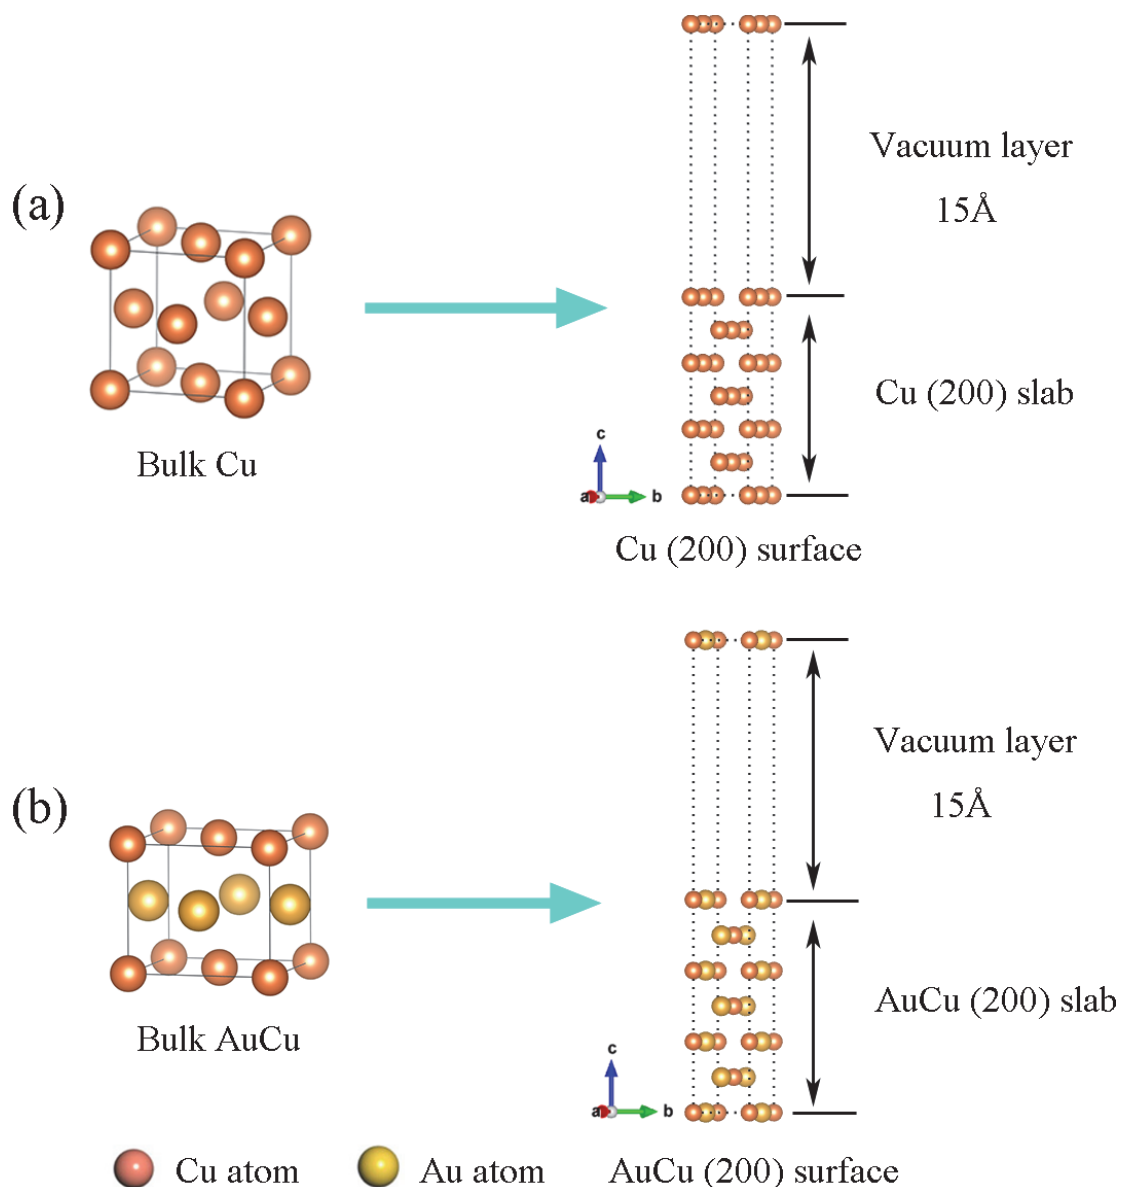 (a)
Bulk Cu
Vacuum layer
15Å
Cu (200) slab
c
a
b
Cu (200) surface
(b)
Bulk AuCu
Vacuum layer
15Å
AuCu (200) slab
c
a
b
Cu atom
Au atom
AuCu (200) surface